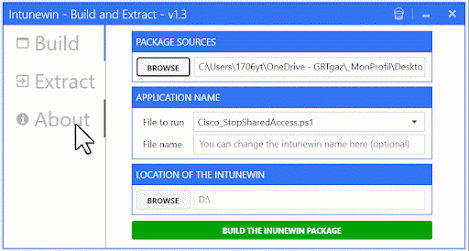 Intunewin - Build and Extract - v1.3
Build
Extract
About
PACKAGE SOURCES
BROWSE
C:\Users\1706yt\OneDrive - GRTgaz\_MonProfil\Deskto
APPLICATION NAME
File to run
Cisco_StopSharedAccess.ps1
File name
You can change the intunewin name here (optional)
LOCATION OF THE INTUNEWIN
BROWSE
D:\
BUILD THE INUNEWIN PACKAGE